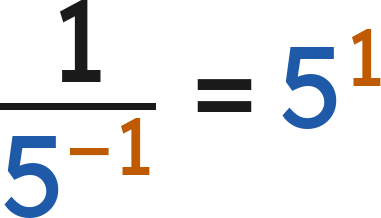 1/5⁻¹ = 5¹